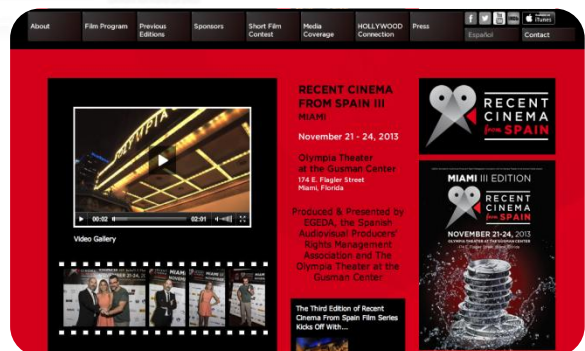 About
Film Program
Previous
Editions
Sponsors
Short Film
Contest
Media
Coverage
HOLLYWOOD
Connection
Press
iTunes
Español
Contact
OLYMPIA
00:02
02:01
Video Gallery
MIAMI
RECENT CINEMA
FROM SPAIN III
MIAMI
November 21 - 24, 2013
Olympia Theater
at the Gusman Center
174 E. Flagler Street
Miami, Florida
Produced & Presented by
EGEDA, the Spanish
Audiovisual Producers'
Rights Management
Association and The
Olympia Theater at the
Gusman Center
The Third Edition of Recent
Cinema From Spain Film Series
Kicks Off With...
RECENT
CINEMA
from SPAIN
MIAMI III EDITION
RECENT
CINEMA
from SPAIN
NOVEMBER 21-24, 2013
OLYMPIA THEATER AT THE GUSMAN CENTER